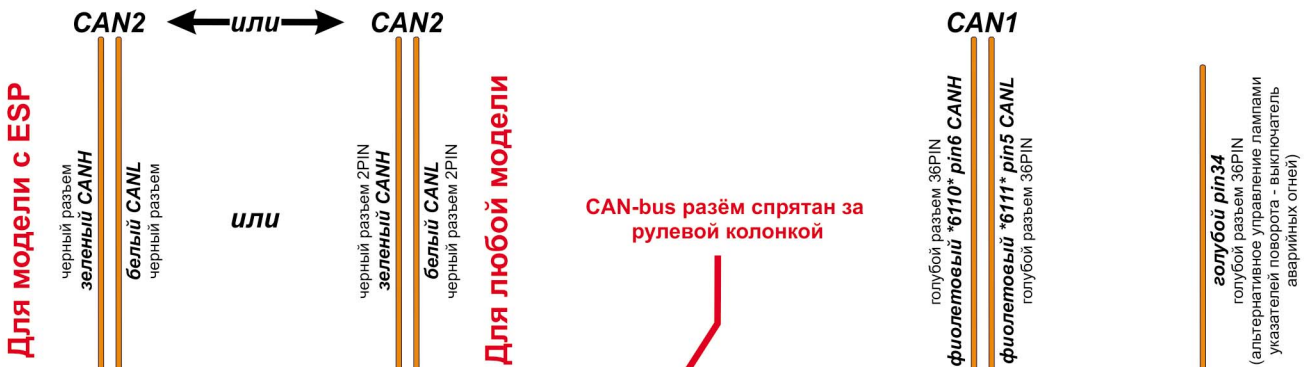 CAN2
или
CAN2
CAN1
Для модели с ESP
черный разъем
зеленый CANH
белый CANL
черный разъем
или
черный разъем 2PIN
зеленый CANH
белый CANL
черный разъем 2PIN
Для любой модели
CAN-bus разём спрятан за
рулевой колонкой
голубой разъем 36PIN
фиолетовый *6110* pin6 CANH
фиолетовый *6111* pin5 CANL
голубой разъем 36PIN
голубой pin34
голубой разъем 36PIN
(альтернативное управление лампами
указателей поворота - выключатель
аварийных огней)